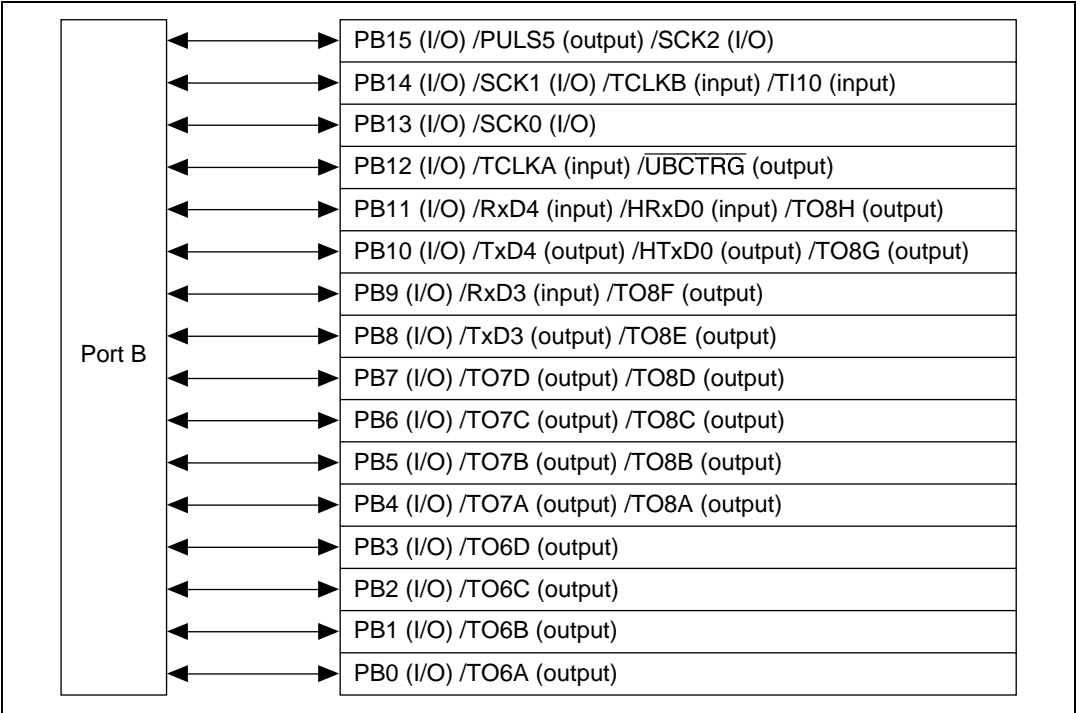 PB15 (I/O) /PULS5 (output) /SCK2 (I/O)
PB14 (I/O) /SCK1 (I/O) /TCLKB (input) /TI10 (input)
PB13 (I/O) /SCK0 (I/O)
PB12 (I/O) /TCLKA (input) /U̅B̅C̅T̅R̅G̅ (output)
PB11 (I/O) /RxD4 (input) /HRxD0 (input) /TO8H (output)
PB10 (I/O) /TxD4 (output) /HTxD0 (output) /TO8G (output)
PB9 (I/O) /RxD3 (input) /TO8F (output)
PB8 (I/O) /TxD3 (output) /TO8E (output)
Port B
PB7 (I/O) /TO7D (output) /TO8D (output)
PB6 (I/O) /TO7C (output) /TO8C (output)
PB5 (I/O) /TO7B (output) /TO8B (output)
PB4 (I/O) /TO7A (output) /TO8A (output)
PB3 (I/O) /TO6D (output)
PB2 (I/O) /TO6C (output)
PB1 (I/O) /TO6B (output)
PB0 (I/O) /TO6A (output)